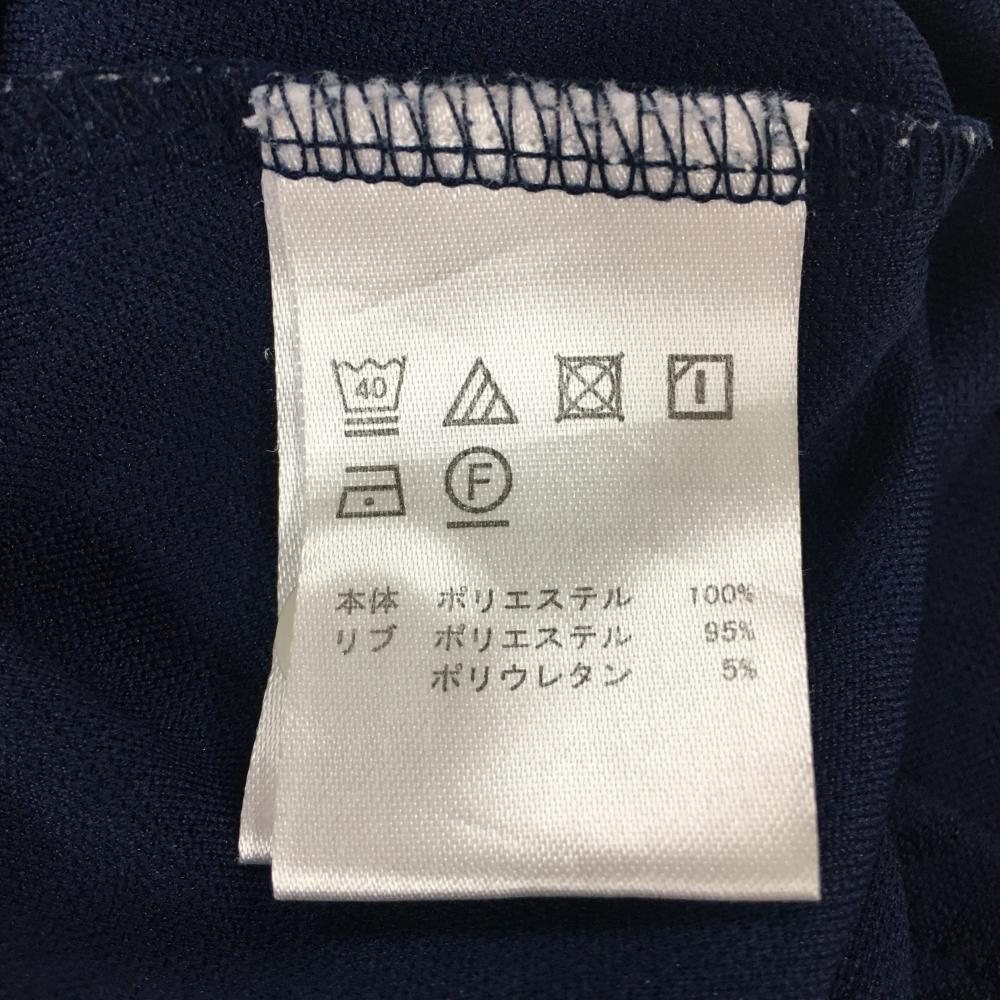 40
F
本体 ポリエステル 100%
リブ ポリエステル 95%
ポリウレタン 5%